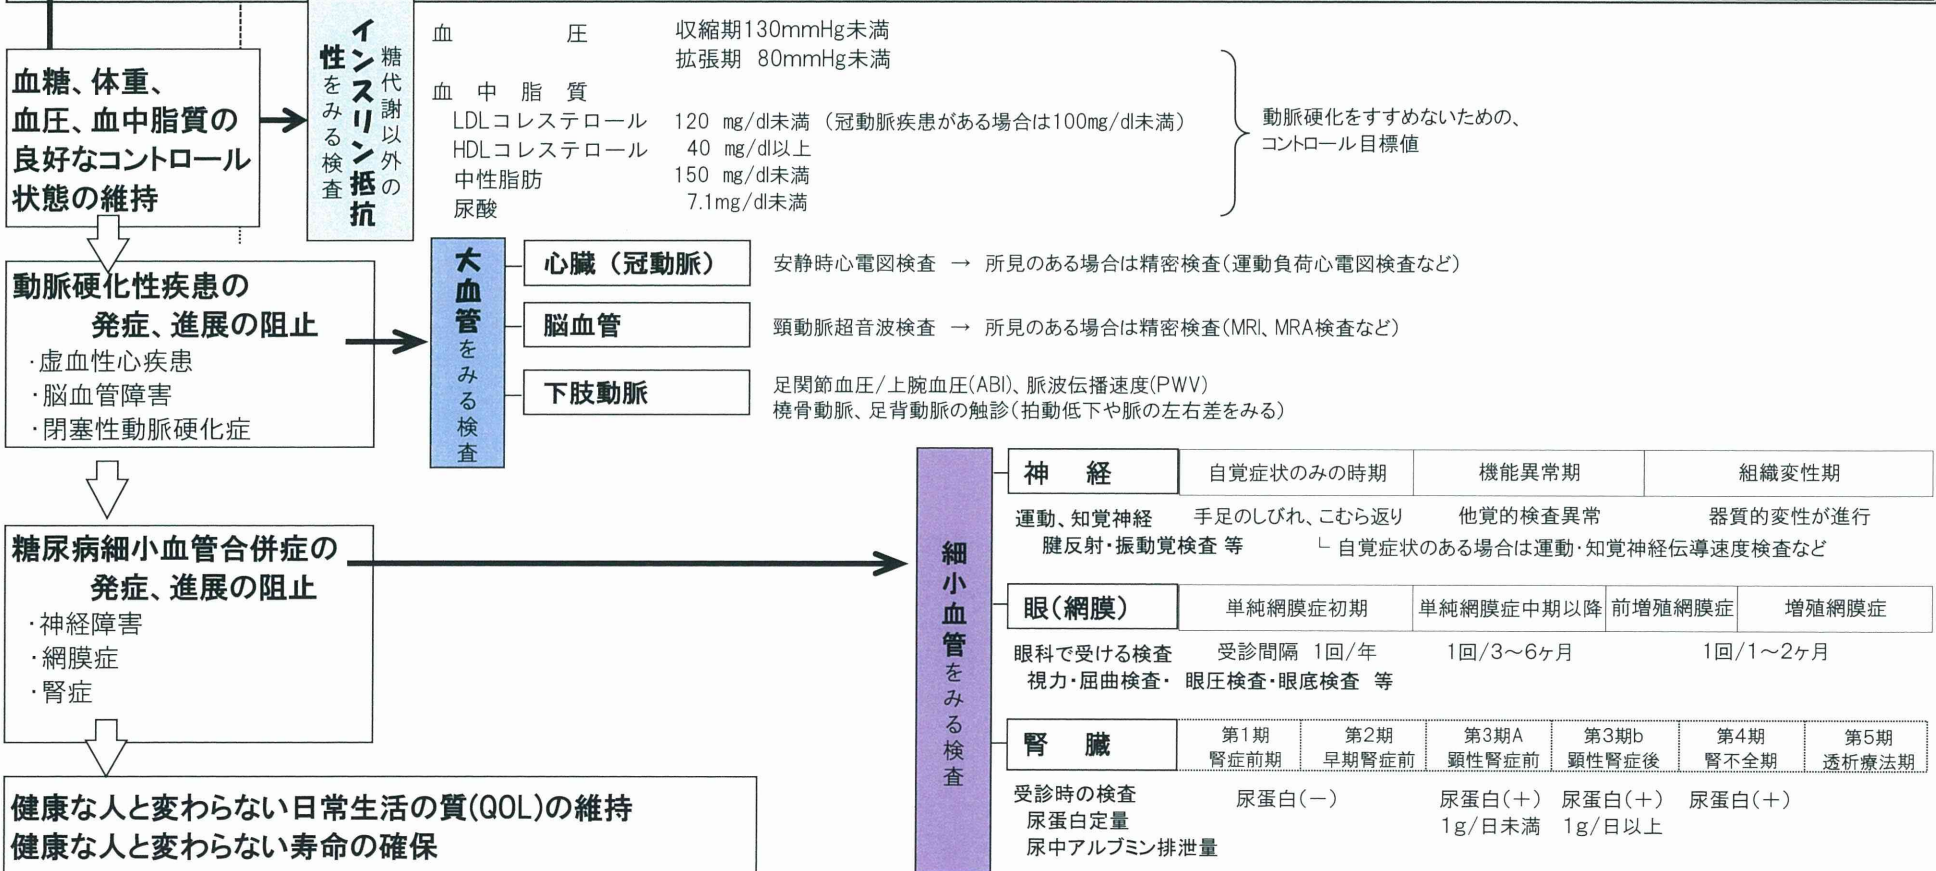 血糖、体重、
血圧、血中脂質の
良好なコントロール
状態の維持
糖代謝以外の
インスリン抵抗
性をみる検査
血圧 収縮期130mmHg未満
拡張期 80mmHg未満
血中脂質
LDLコレステロール 120 mg/dl未満 (冠動脈疾患がある場合は100mg/dl未満)
HDLコレステロール 40 mg/dl以上
中性脂肪 150 mg/dl未満
尿酸 7.1mg/dl未満
動脈硬化をすすめないための、
コントロール目標値
動脈硬化性疾患の
発症、進展の阻止
・虚血性心疾患
・脳血管障害
・閉塞性動脈硬化症
大血管をみる検査
心臓(冠動脈) 安静時心電図検査 → 所見のある場合は精密検査(運動負荷心電図検査など)
脳血管 頸動脈超音波検査 → 所見のある場合は精密検査(MRI、MRA検査など)
下肢動脈
足関節血圧/上腕血圧(ABI)、脈波伝播速度(PWV)
橈骨動脈、足背動脈の触診(拍動低下や脈の左右差をみる)
糖尿病細小血管合併症の
発症、進展の阻止
・神経障害
・網膜症
・腎症
細小血管をみる検査
神経 自覚症状のみの時期 機能異常期 組織変性期
運動、知覚神経 手足のしびれ、こむら返り 他覚的検査異常 器質的変性が進行
腱反射・振動覚検査 等 └ 自覚症状のある場合は運動・知覚神経伝導速度検査など
眼(網膜) 単純網膜症初期 単純網膜症中期以降 前増殖網膜症 増殖網膜症
眼科で受ける検査 受診間隔 1回/年 1回/3~6ヶ月 1回/1~2ヶ月
視力・屈曲検査・ 眼圧検査・眼底検査 等
腎臓
第1期 第2期 第3期A 第3期b 第4期 第5期
腎症前期 早期腎症前 顕性腎症前 顕性腎症後 腎不全期 透析療法期
受診時の検査 尿蛋白(-) 尿蛋白(+) 尿蛋白(+) 尿蛋白(+)
尿蛋白定量 1g/日未満 1g/日以上
尿中アルブミン排泄量
健康な人と変わらない日常生活の質(QOL)の維持
健康な人と変わらない寿命の確保